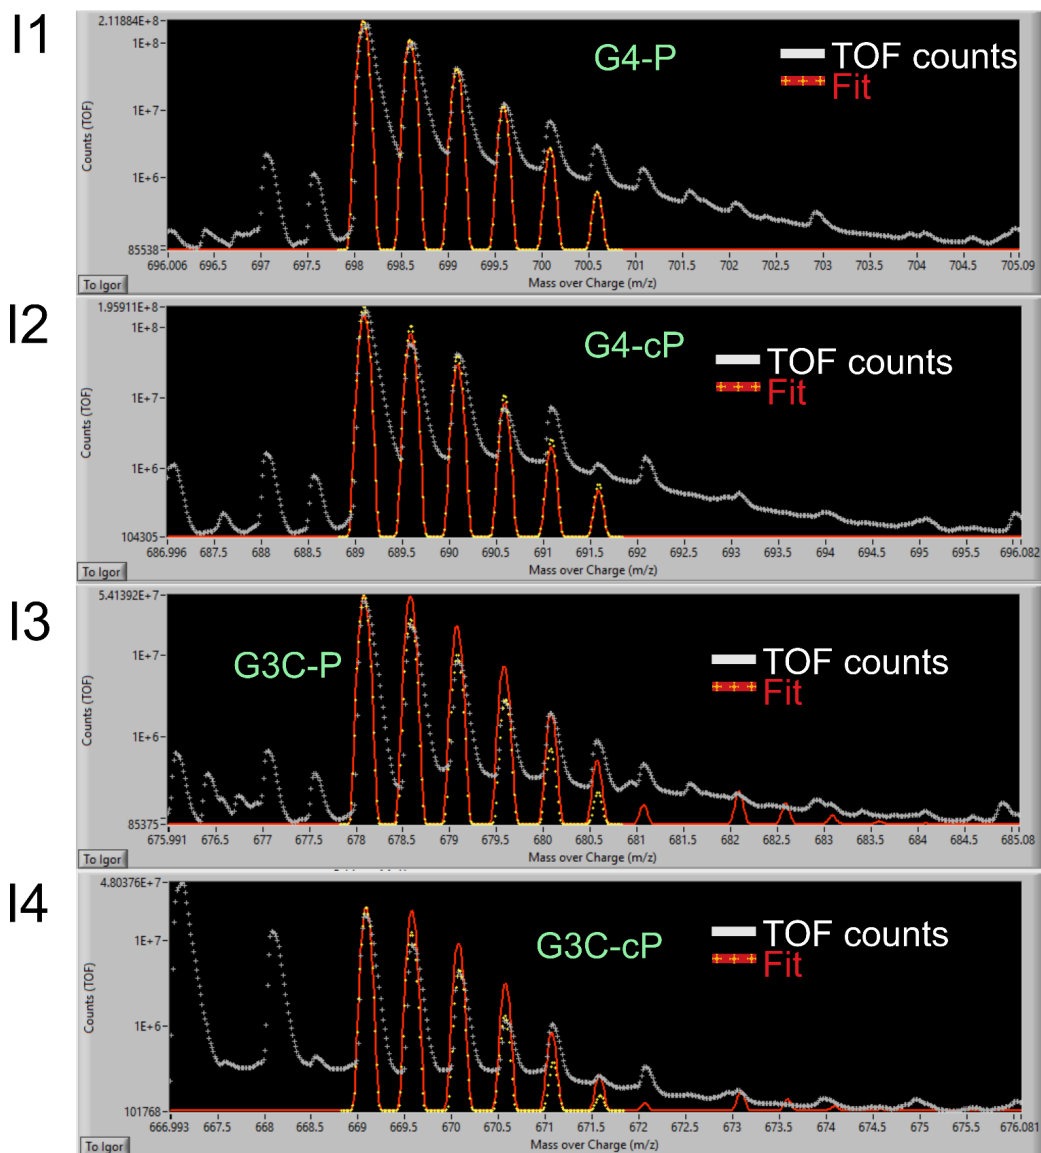 I1
2.11884E+8
1E+8
1E+7
1E+6
85538
Counts (TOF)
G4-P
TOF counts
Fit
696.006 696.5 697 697.5 698 698.5 699 699.5 700 700.5 701 701.5 702 702.5 703 703.5 704 704.5 705.09
To Igor
Mass over Charge (m/z)
I2
1.95911E+8
1E+8
1E+7
1E+6
104305
Counts (TOF)
G4-cP
TOF counts
Fit
686.996 687.5 688 688.5 689 689.5 690 690.5 691 691.5 692 692.5 693 693.5 694 694.5 695 695.5 696.082
To Igor
Mass over Charge (m/z)
I3
5.41392E+7
1E+7
1E+6
85375
Counts (TOF)
G3C-P
TOF counts
Fit
675.991 676.5 677 677.5 678 678.5 679 679.5 680 680.5 681 681.5 682 682.5 683 683.5 684 685.08
To Igor
Mass over Charge (m/z)
I4
4.80376E+7
1E+7
1E+6
101768
Counts (TOF)
G3C-cP
TOF counts
Fit
666.993 667.5 668 668.5 669 669.5 670 670.5 671 671.5 672 672.5 673 673.5 674 674.5 675 675.5 676.081
To Igor
Mass over Charge (m/z)